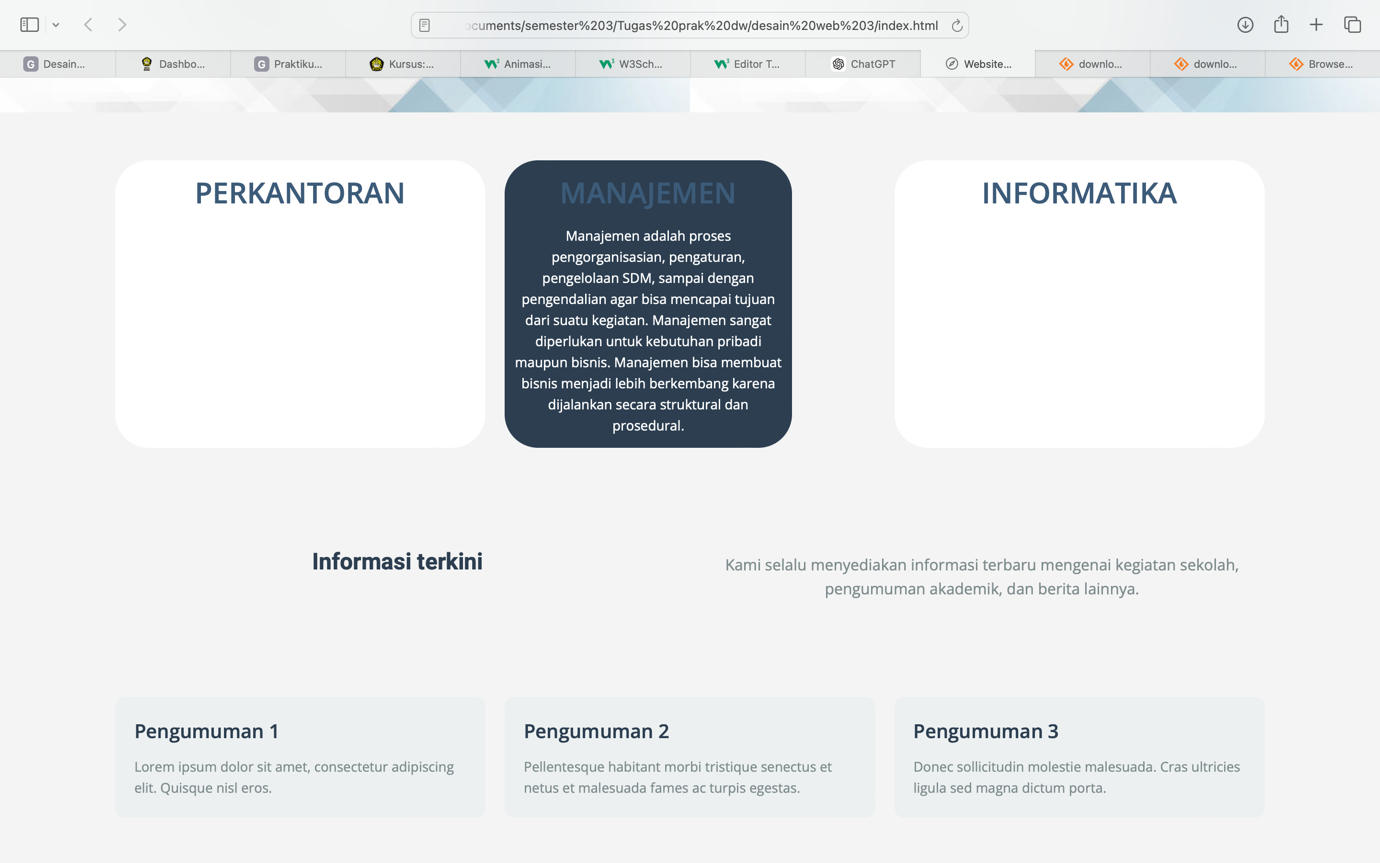 ocuments/semester%203/Tugas%20prak%20dw/desain%20web%203/index.html
Desain...
Dashbo...
Praktiku...
Kursus:...
Animasi...
W3Sch...
Editor T...
ChatGPT
Website...
downlo...
downlo...
Browse...
PERKANTORAN
MANAJEMEN
Manajemen adalah proses
pengorganisasian, pengaturan,
pengelolaan SDM, sampai dengan
pengendalian agar bisa mencapai tujuan
dari suatu kegiatan. Manajemen sangat
diperlukan untuk kebutuhan pribadi
maupun bisnis. Manajemen bisa membuat
bisnis menjadi lebih berkembang karena
dijalankan secara struktural dan
prosedural.
INFORMATIKA
Informasi terkini
Kami selalu menyediakan informasi terbaru mengenai kegiatan sekolah,
pengumuman akademik, dan berita lainnya.
Pengumuman 1
Lorem ipsum dolor sit amet, consectetur adipiscing
elit. Quisque nisl eros.
Pengumuman 2
Pellentesque habitant morbi tristique senectus et
netus et malesuada fames ac turpis egestas.
Pengumuman 3
Donec sollicitudin molestie malesuada. Cras ultricies
ligula sed magna dictum porta.